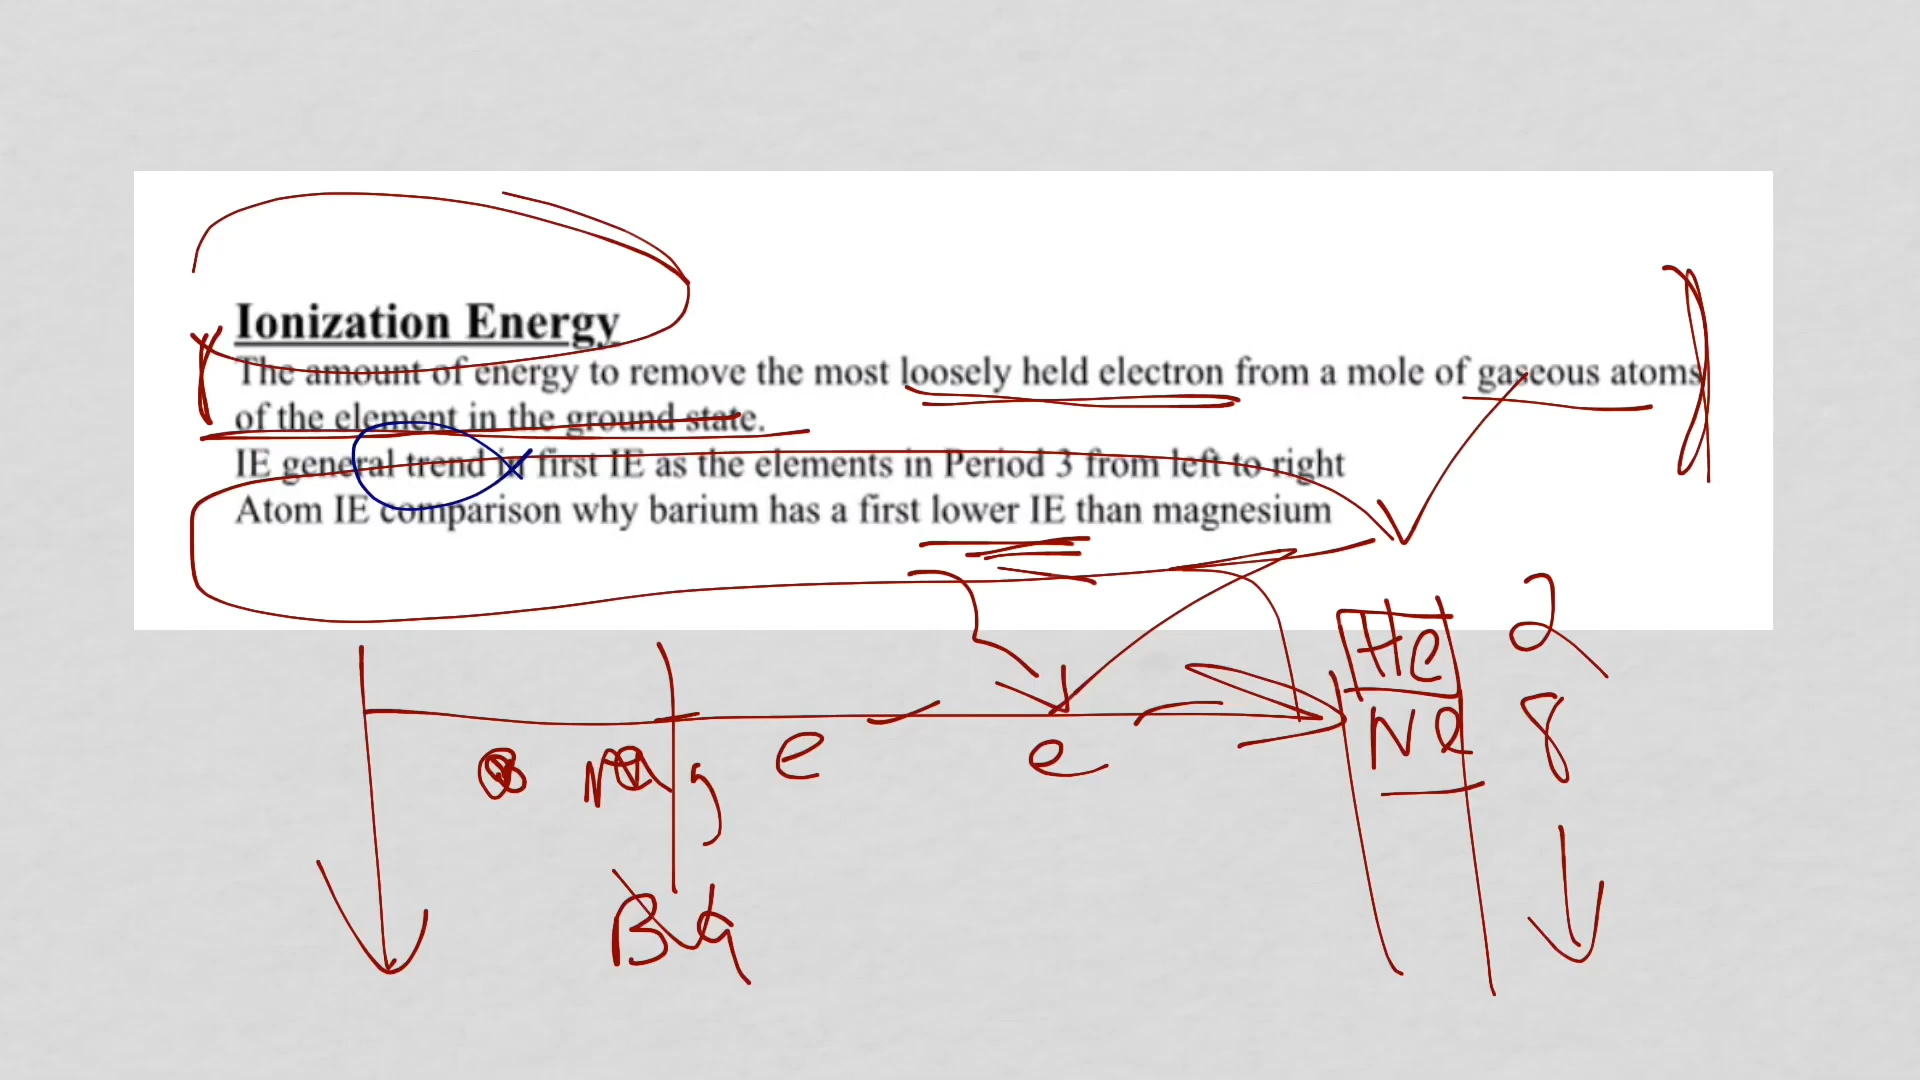 Ionization Energy
The amount of energy to remove the most loosely held electron from a mole of gaseous atoms
of the element in the ground state.
IE general trend in first IE as the elements in Period 3 from left to right
Atom IE comparison why barium has a first lower IE than magnesium
He 2
Ne 8
Mg e e
Ba